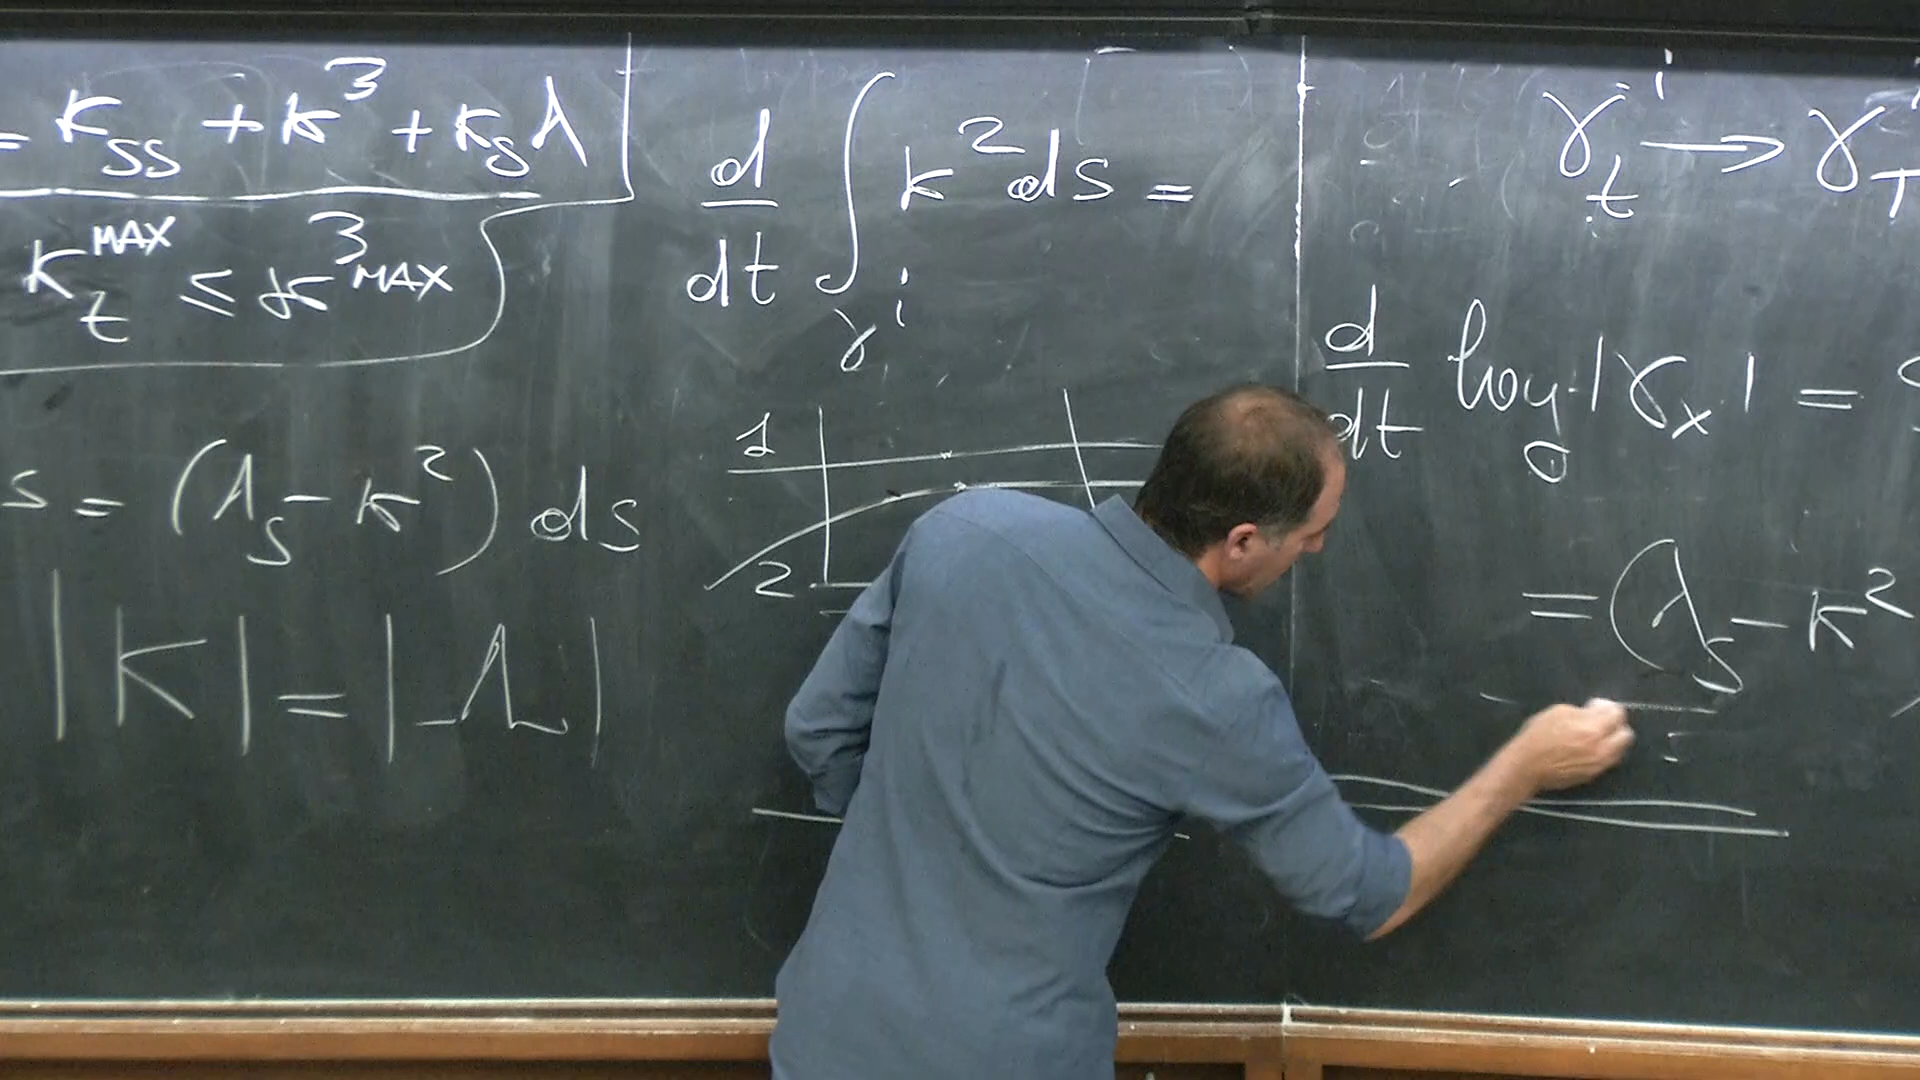 = K_SS + K^3 + K_S λ
K_t^MAX ≤ K^3 MAX
s = (λ_S - K^2) ds
|K| = |Λ|
d/dt ∫_γ^i K^2 ds =
1
2
γ_t^i → γ_T
d/dt log |γ_x| =
= (λ_S - K^2